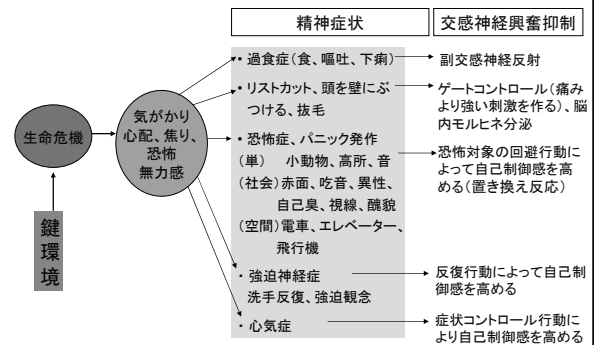 精神症状
交感神経興奮抑制
鍵環境
生命危機
気がかり
心配、焦り、
恐怖
無力感
・ 過食症(食、嘔吐、下痢)
副交感神経反射
・ リストカット、頭を壁にぶ
つける、抜毛
ゲートコントロール(痛み
より強い刺激を作る)、脳
内モルヒネ分泌
・ 恐怖症、パニック発作
(単) 小動物、高所、音
(社会)赤面、吃音、異性、
自己臭、視線、醜貌
(空間)電車、エレベーター、
飛行機
恐怖対象の回避行動に
よって自己制御感を高
める(置き換え反応)
・ 強迫神経症
洗手反復、強迫観念
反復行動によって自己制
御感を高める
・ 心気症
症状コントロール行動に
より自己制御感を高める